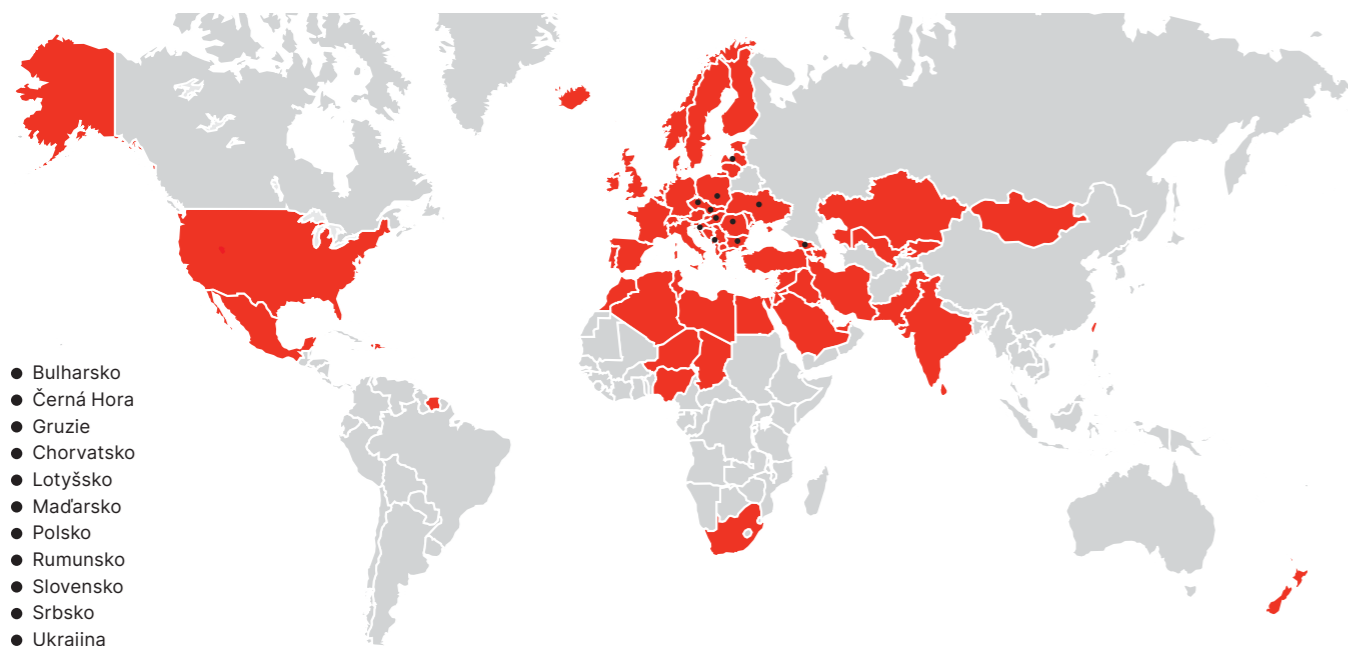 Bulharsko
Černá Hora
Gruzie
Chorvatsko
Lotyšsko
Maďarsko
Polsko
Rumunsko
Slovensko
Srbsko
Ukrajina